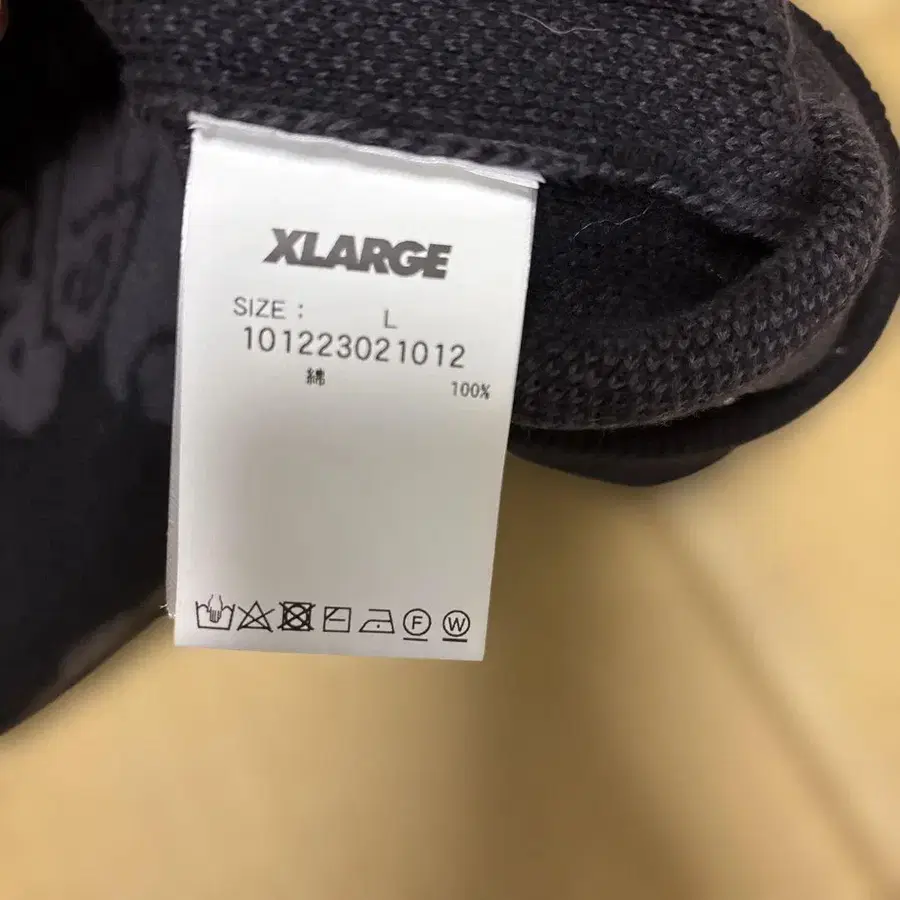 XLARGE
SIZE : L
101223021012
綿 100%
F W